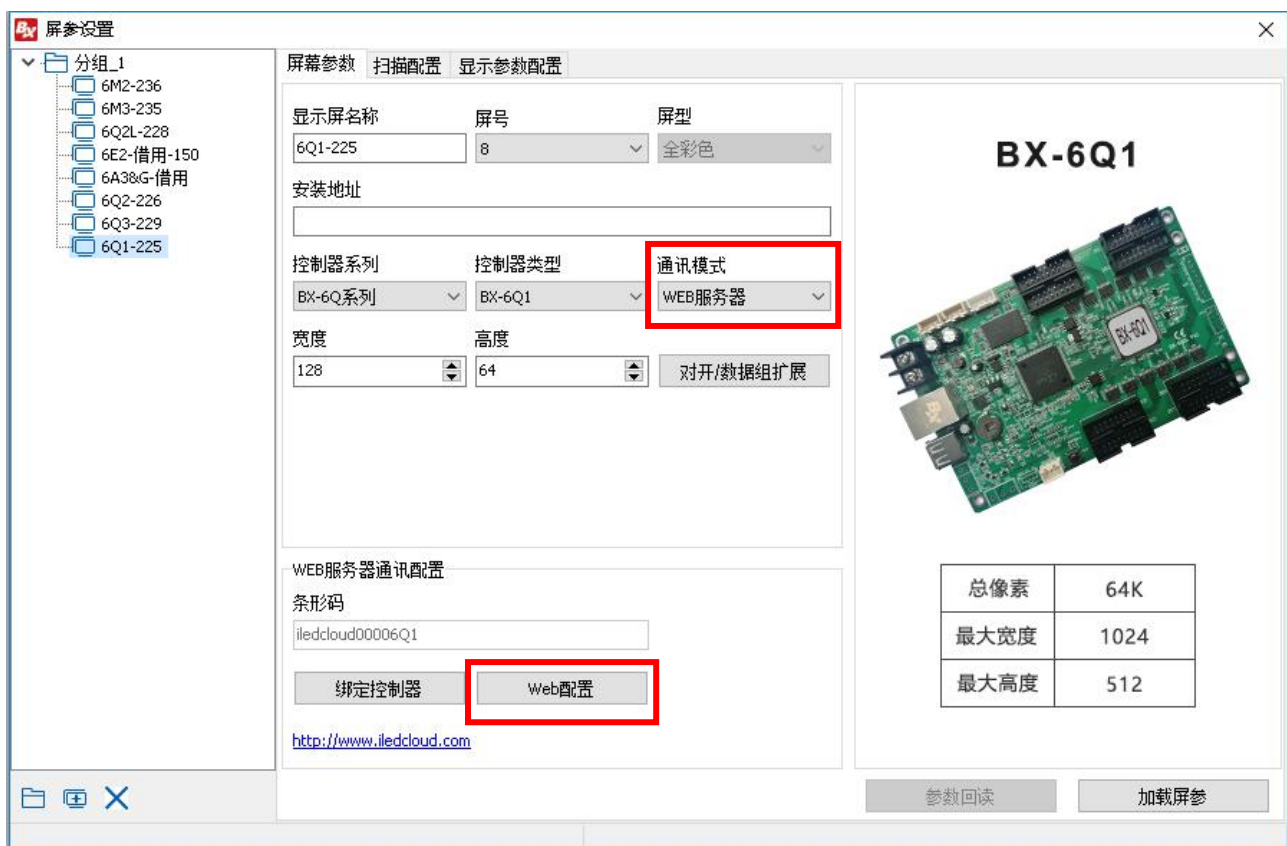 BX 屏参设置
分组_1
6M2-236
6M3-235
6Q2L-228
6E2-借用-150
6A3&G-借用
6Q2-226
6Q3-229
6Q1-225
屏幕参数 扫描配置 显示参数配置
显示屏名称 屏号 屏型
6Q1-225 8 全彩色
安装地址
控制器系列 控制器类型 通讯模式
BX-6Q系列 BX-6Q1 WEB服务器
宽度 高度
128 64 对开/数据组扩展
WEB服务器通讯配置
条形码
iledcloud00006Q1
绑定控制器 Web配置
http://www.iledcloud.com
BX-6Q1
BX-6Q1
BX
总像素 64K
最大宽度 1024
最大高度 512
参数回读 加载屏参